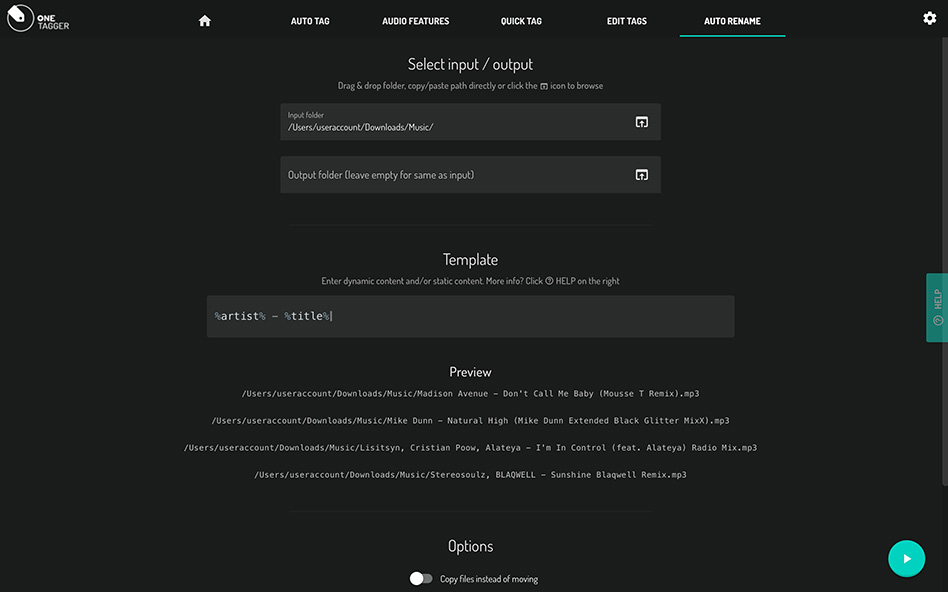 ONE
TAGGER
AUTO TAG
AUDIO FEATURES
QUICK TAG
EDIT TAGS
AUTO RENAME
Select input / output
Drag & drop folder, copy/paste path directly or click the icon to browse
Input folder
/Users/useraccount/Downloads/Music/
Output folder (leave empty for same as input)
Template
Enter dynamic content and/or static content. More info? Click HELP on the right
%artist% - %title%
HELP
Preview
/Users/useraccount/Downloads/Music/Madison Avenue - Don't Call Me Baby (Mousse T Remix).mp3
/Users/useraccount/Downloads/Music/Mike Dunn - Natural High (Mike Dunn Extended Black Glitter MixX).mp3
/Users/useraccount/Downloads/Music/Lisitsyn, Cristian Poow, Alateya - I'm In Control (feat. Alateya) Radio Mix.mp3
/Users/useraccount/Downloads/Music/Stereosoulz, BLAQWELL - Sunshine Blaqwell Remix.mp3
Options
Copy files instead of moving